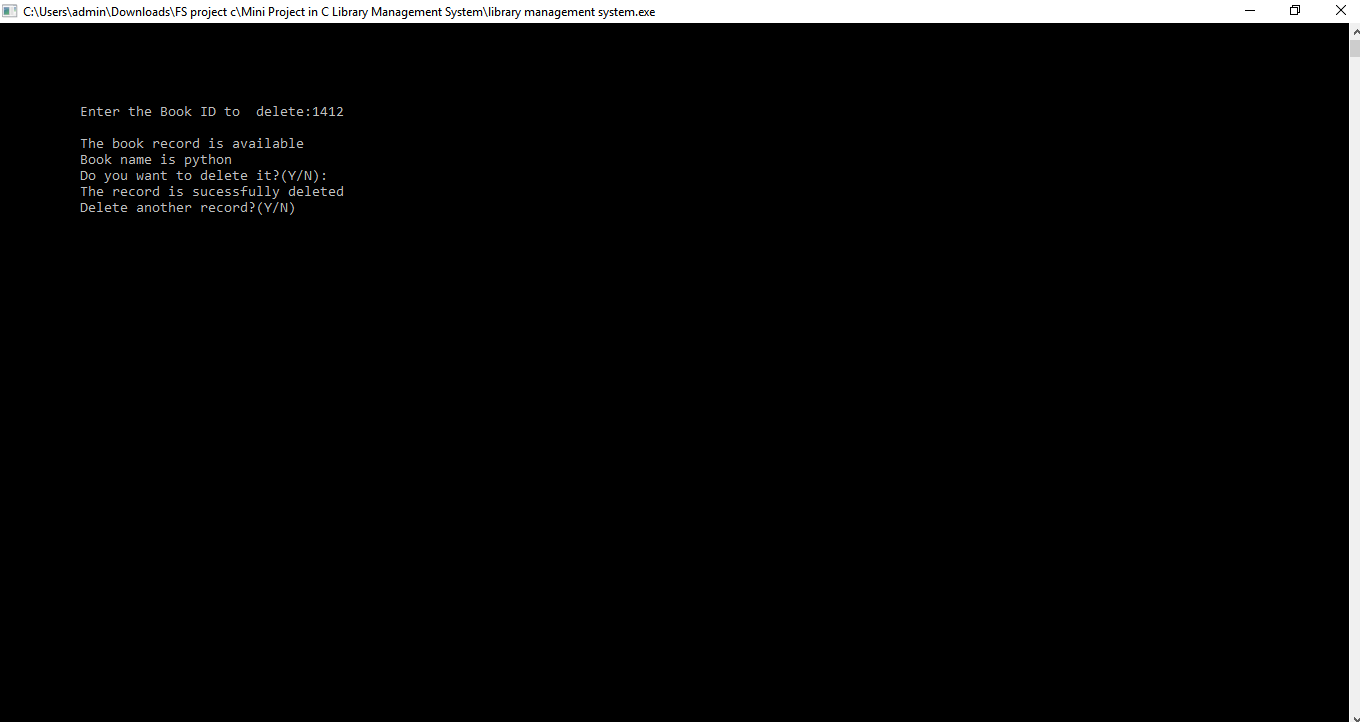 C:\Users\admin\Downloads\FS project c\Mini Project in C Library Management System\library management system.exe
Enter the Book ID to  delete:1412
The book record is available
Book name is python
Do you want to delete it?(Y/N):
The record is sucessfully deleted
Delete another record?(Y/N)